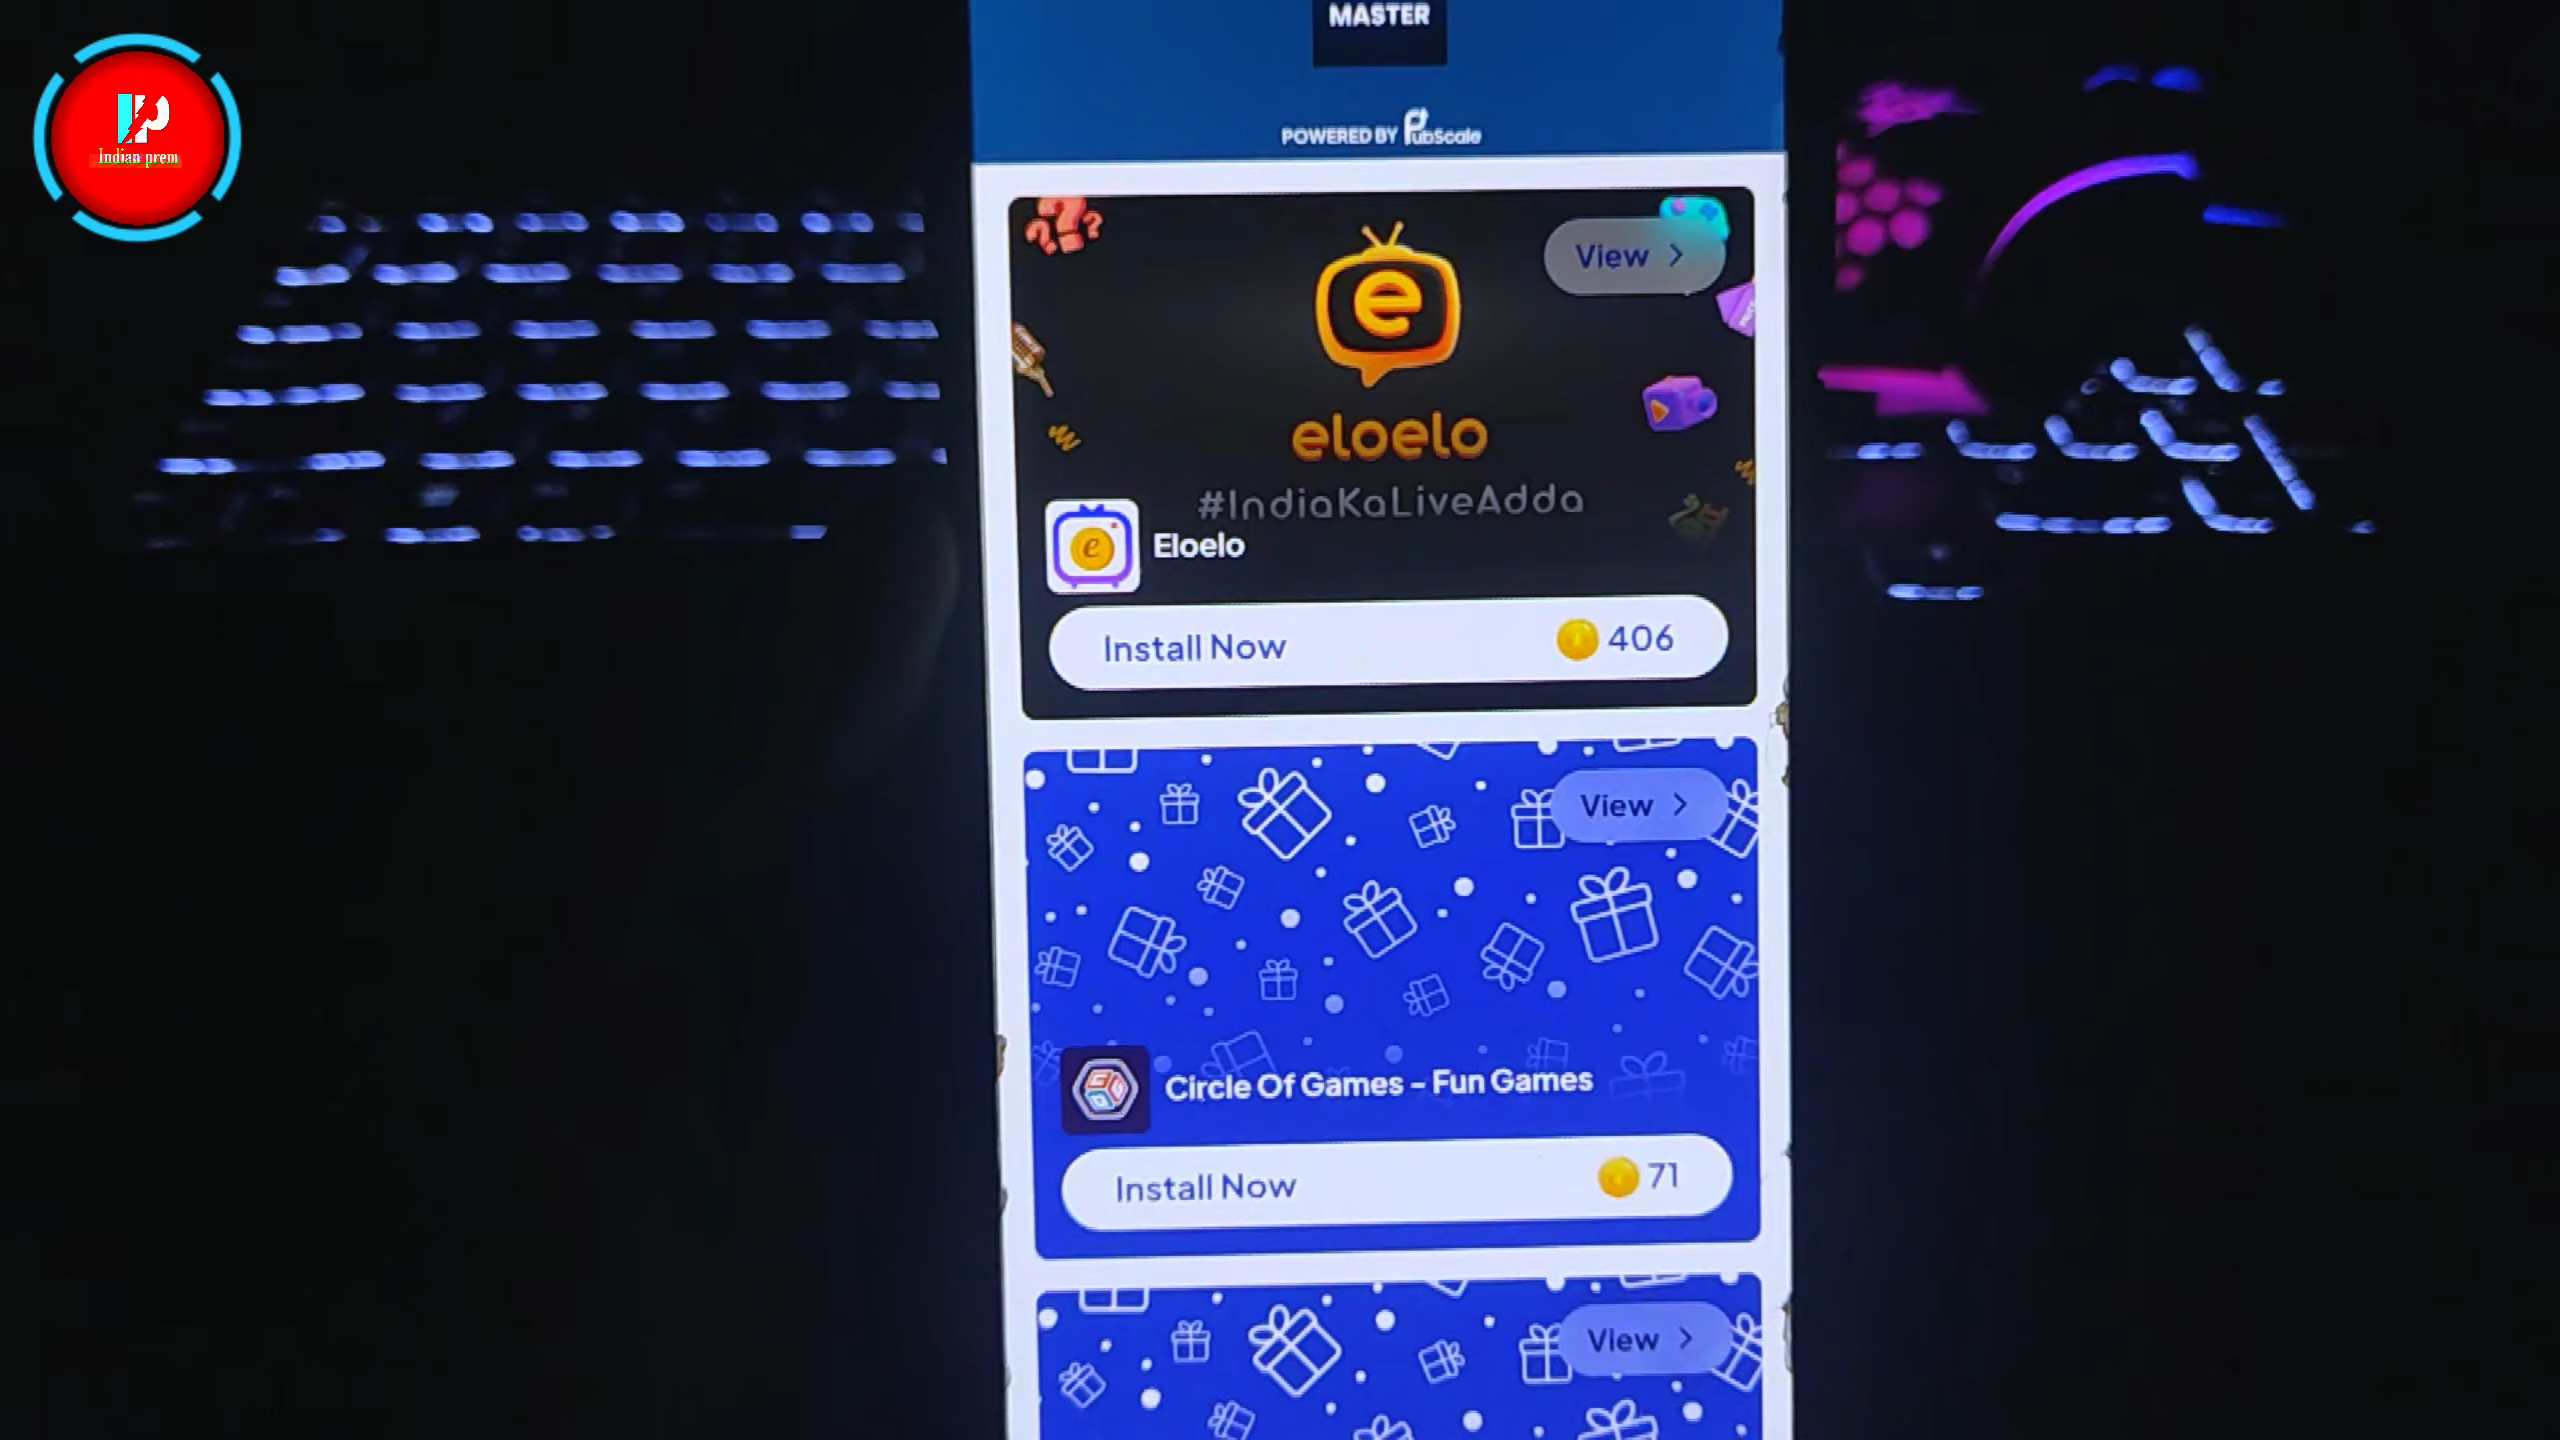 Indian prem
MASTER
POWERED BY PubScale
View >
eloelo
#IndiaKaLiveAdda
Eloelo
Install Now 406
View >
Circle Of Games - Fun Games
Install Now 71
View >